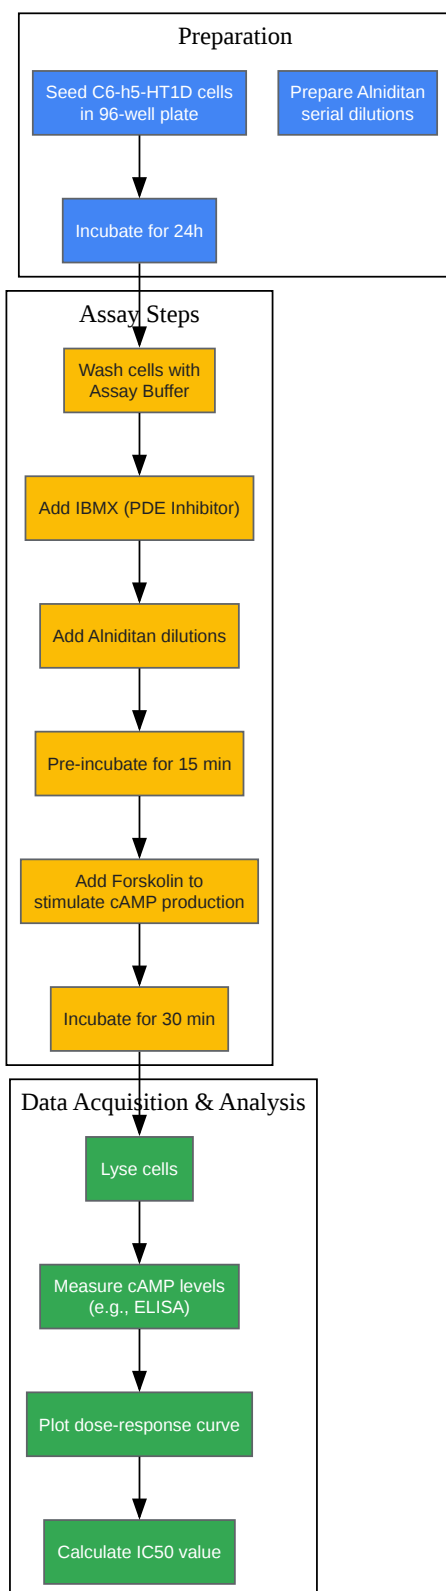 Preparation
Seed C6-h5-HT1D cells
in 96-well plate
Prepare Alniditan
serial dilutions
Incubate for 24h
Assay Steps
Wash cells with
Assay Buffer
Add IBMX (PDE Inhibitor)
Add Alniditan dilutions
Pre-incubate for 15 min
Add Forskolin to
stimulate cAMP production
Incubate for 30 min
Data Acquisition & Analysis
Lyse cells
Measure cAMP levels
(e.g., ELISA)
Plot dose-response curve
Calculate IC50 value